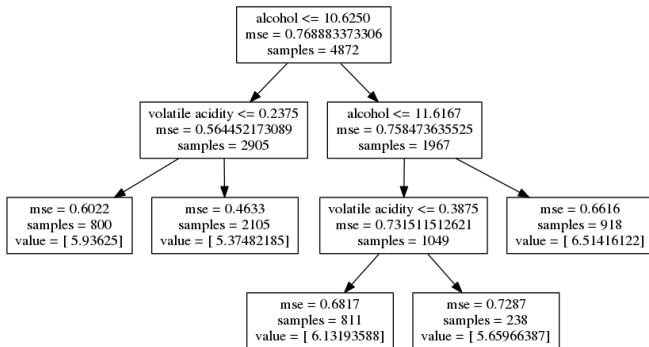 alcohol <= 10.6250
mse = 0.768883373306
samples = 4872
volatile acidity <= 0.2375
mse = 0.564452173089
samples = 2905
alcohol <= 11.6167
mse = 0.758473635525
samples = 1967
mse = 0.6022
samples = 800
value = [ 5.93625]
mse = 0.4633
samples = 2105
value = [ 5.37482185]
volatile acidity <= 0.3875
mse = 0.731511512621
samples = 1049
mse = 0.6616
samples = 918
value = [ 6.51416122]
mse = 0.6817
samples = 811
value = [ 6.13193588]
mse = 0.7287
samples = 238
value = [ 5.65966387]